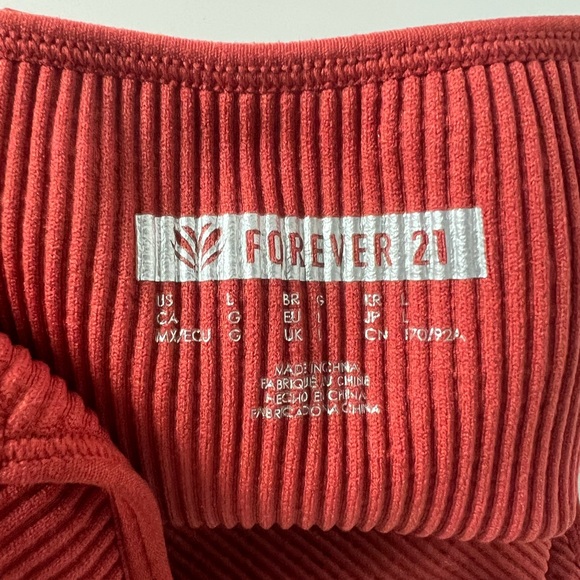 FOREVER 21
US L BR G KR L
CA G EU L JP L
MX/ECU G UK L CN 170/92A
MADE IN CHINA
FABRIQUÉ AU CHINE
HECHO EN CHINA
FABRICADO NA CHINA